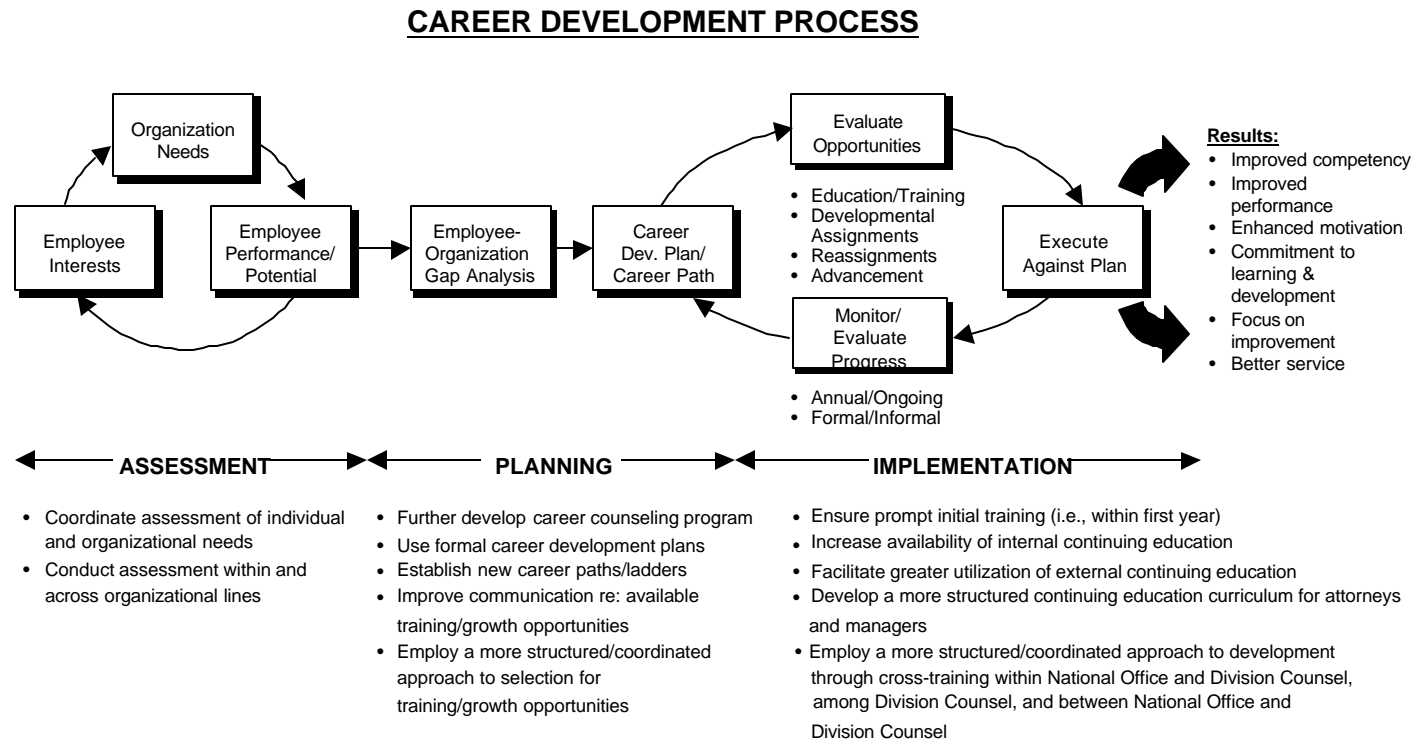 CAREER DEVELOPMENT PROCESS
Organization
Needs
Employee
Interests
Employee
Performance/
Potential
Employee-
Organization
Gap Analysis
Career
Dev. Plan/
Career Path
Evaluate
Opportunities
• Education/Training
• Developmental
Assignments
• Reassignments
• Advancement
Monitor/
Evaluate
Progress
• Annual/Ongoing
• Formal/Informal
Execute
Against Plan
Results:
• Improved competency
• Improved
performance
• Enhanced motivation
• Commitment to
learning &
development
• Focus on
improvement
• Better service
ASSESSMENT
• Coordinate assessment of individual
and organizational needs
• Conduct assessment within and
across organizational lines
PLANNING
• Further develop career counseling program
• Use formal career development plans
• Establish new career paths/ladders
• Improve communication re: available
training/growth opportunities
• Employ a more structured/coordinated
approach to selection for
training/growth opportunities
IMPLEMENTATION
• Ensure prompt initial training (i.e., within first year)
• Increase availability of internal continuing education
• Facilitate greater utilization of external continuing education
• Develop a more structured continuing education curriculum for attorneys
and managers
• Employ a more structured/coordinated approach to development
through cross-training within National Office and Division Counsel,
among Division Counsel, and between National Office and
Division Counsel